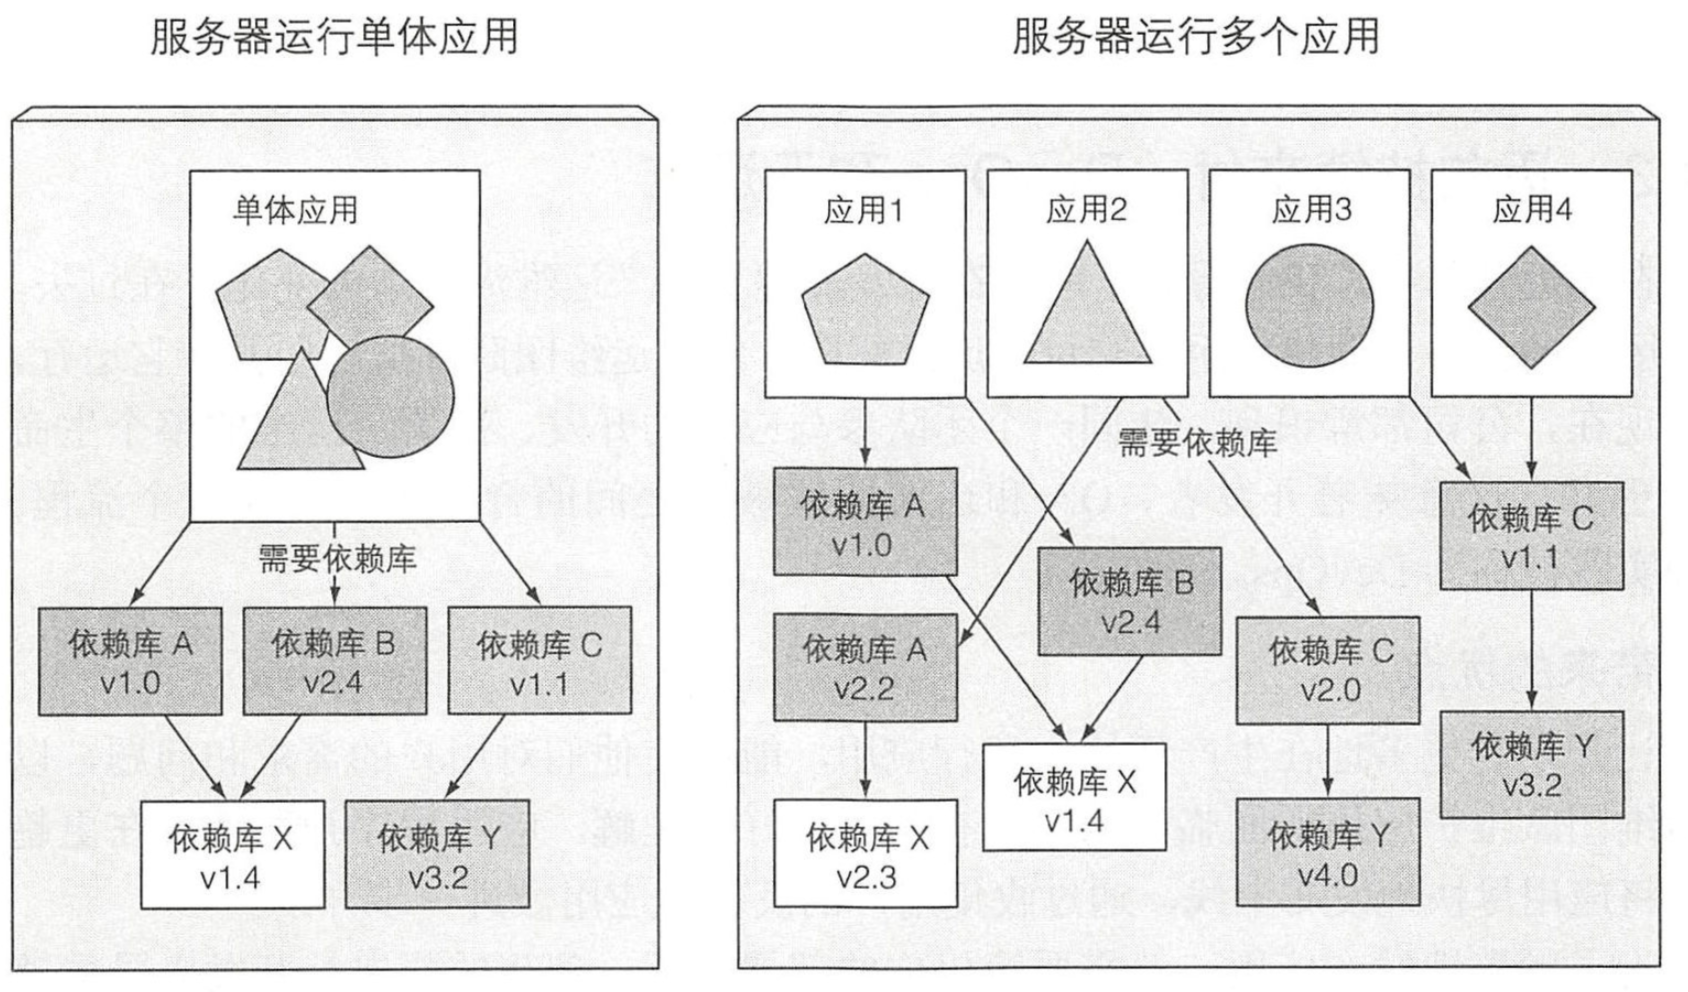 服务器运行单体应用
单体应用
需要依赖库
依赖库 A
v1.0
依赖库 B
v2.4
依赖库 C
v1.1
依赖库 X
v1.4
依赖库 Y
v3.2
服务器运行多个应用
应用1
应用2
应用3
应用4
需要依赖库
依赖库 A
v1.0
依赖库 B
v2.4
依赖库 C
v1.1
依赖库 A
v2.2
依赖库 C
v2.0
依赖库 X
v1.4
依赖库 Y
v3.2
依赖库 X
v2.3
依赖库 Y
v4.0